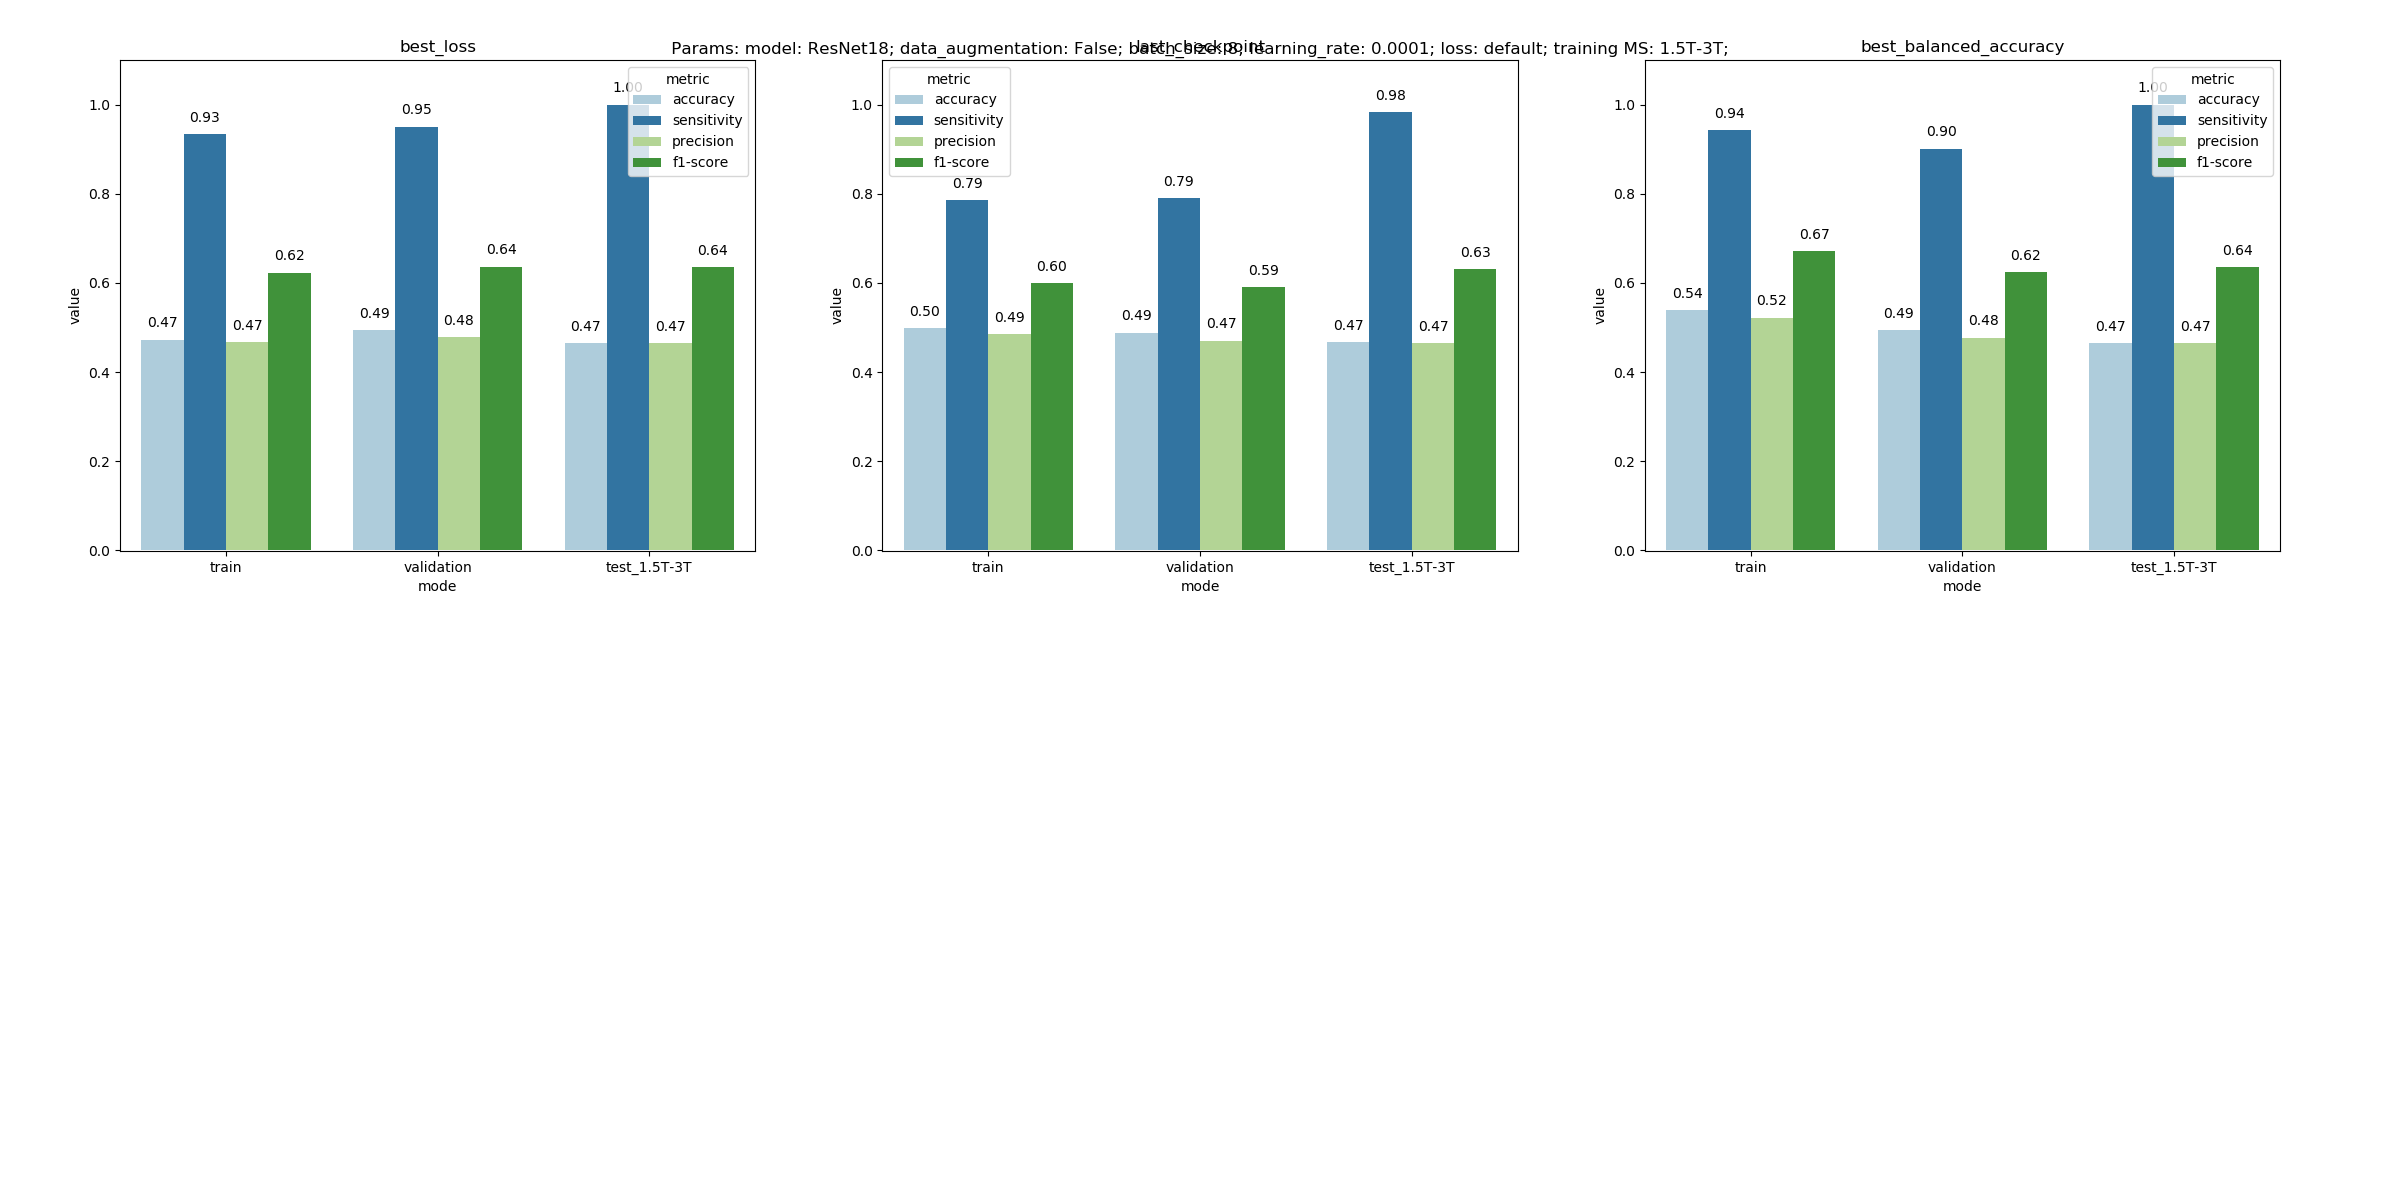 Params: model: ResNet18; data_augmentation: False; batch_size: 8; learning_rate: 0.0001; loss: default; training MS: 1.5T-3T;
best_loss
metric
accuracy
sensitivity
precision
f1-score
1.0
0.8
0.6
0.4
0.2
0.0
value
0.47
0.93
0.47
0.62
0.49
0.95
0.48
0.64
0.47
1.00
0.47
0.64
train
validation
test_1.5T-3T
mode
last_checkpoint
metric
accuracy
sensitivity
precision
f1-score
1.0
0.8
0.6
0.4
0.2
0.0
value
0.50
0.79
0.49
0.60
0.49
0.79
0.47
0.59
0.47
0.98
0.47
0.63
train
validation
test_1.5T-3T
mode
best_balanced_accuracy
metric
accuracy
sensitivity
precision
f1-score
1.0
0.8
0.6
0.4
0.2
0.0
value
0.54
0.94
0.52
0.67
0.49
0.90
0.48
0.62
0.47
1.00
0.47
0.64
train
validation
test_1.5T-3T
mode